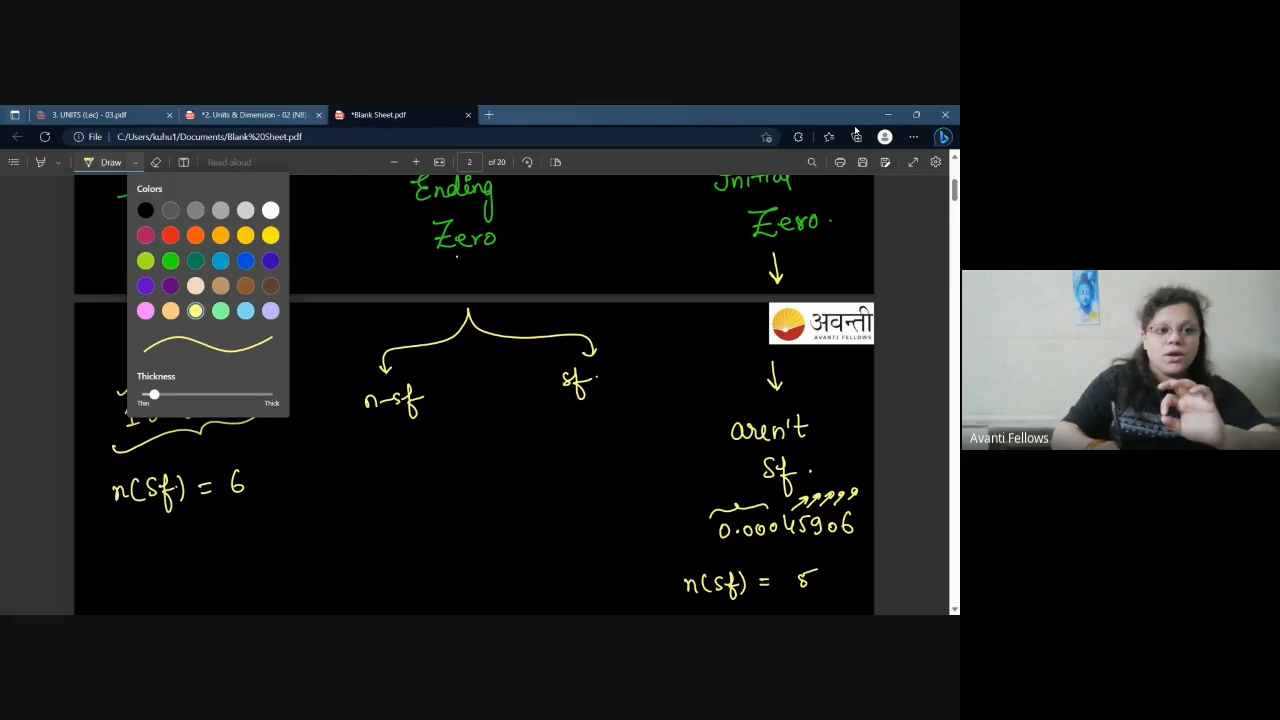 3. UNITS (Lec) - 03.pdf
*2. Units & Dimension - 02 (NB)
*Blank Sheet.pdf
File
C:/Users/kuhu1/Documents/Blank%20Sheet.pdf
Draw
Read aloud
2 of 20
Colors
Thickness
Thin Thick
Ending
Zero
Initial
Zero.
अवन्ती
AVANTI FELLOWS
n-sf
sf.
aren't
sf.
0.00045906
n(sf) = 5
n(sf) = 6
Avanti Fellows